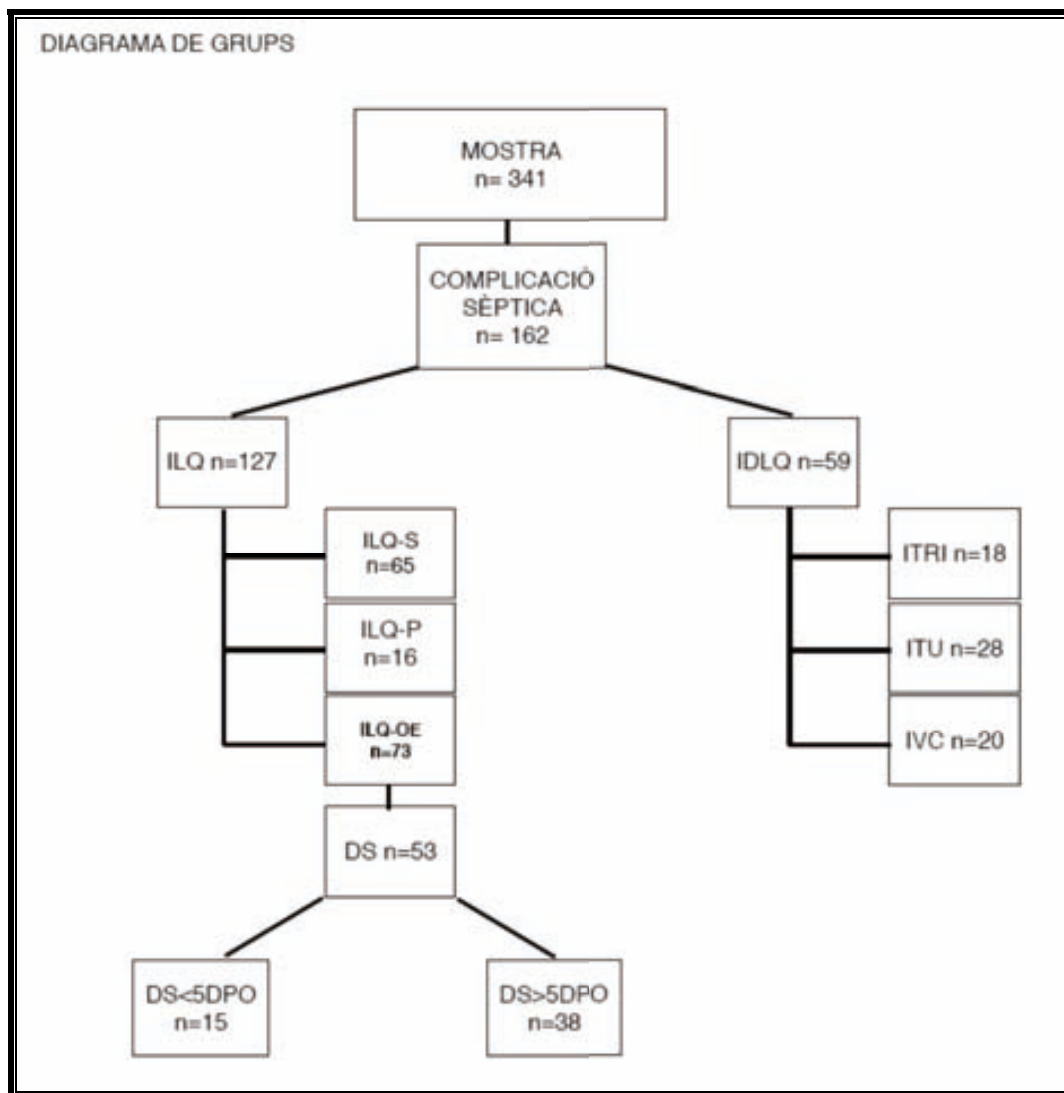 DIAGRAMA DE GRUPS
MOSTRA
n= 341
COMPLICACIÓ
SÈPTICA
n= 162
ILQ n=127
IDLQ n=59
ILQ-S
n=65
ITRI n=18
ILQ-P
n=16
ITU n=28
ILQ-OE
n=73
IVC n=20
DS n=53
DS<5DPO
n=15
DS>5DPO
n=38